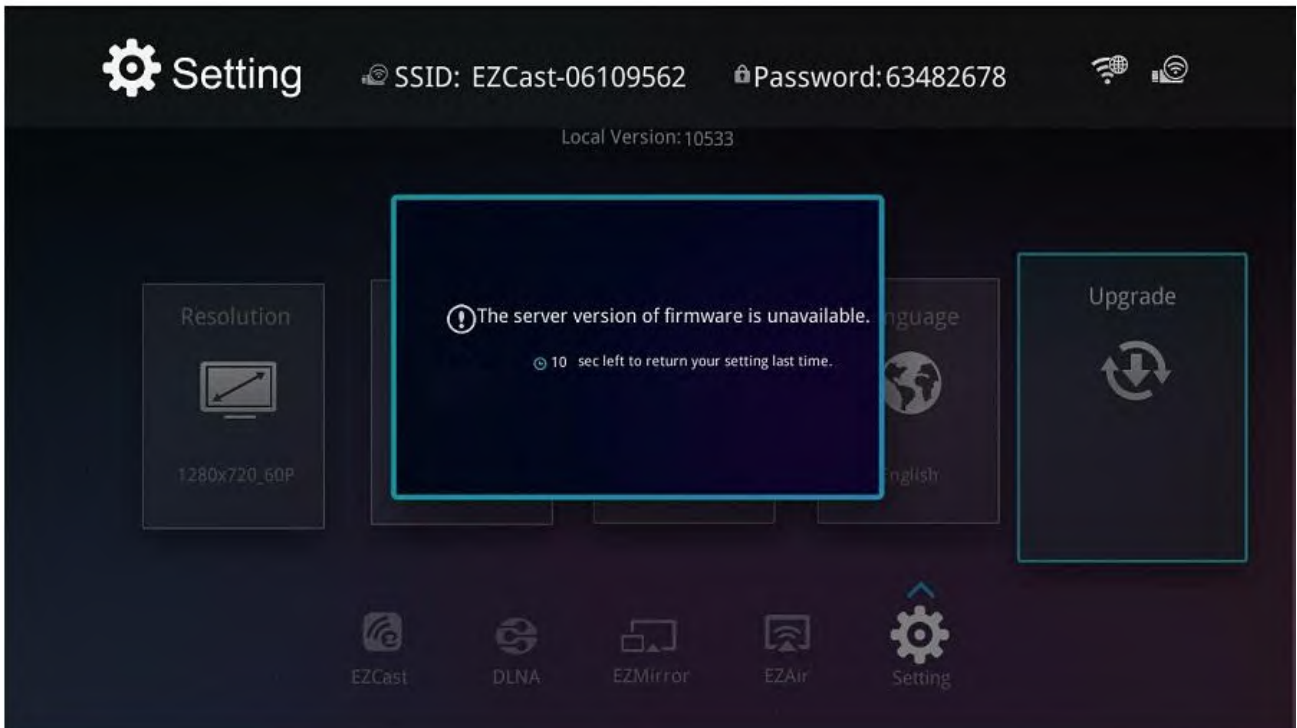 Setting
SSID: EZCast-06109562
Password: 63482678
Local Version: 10533
Resolution
nguage
Upgrade
The server version of firmware is unavailable.
10 sec left to return your setting last time.
1280x720_60P
English
EZCast
DLNA
EZMirror
EZAir
Setting